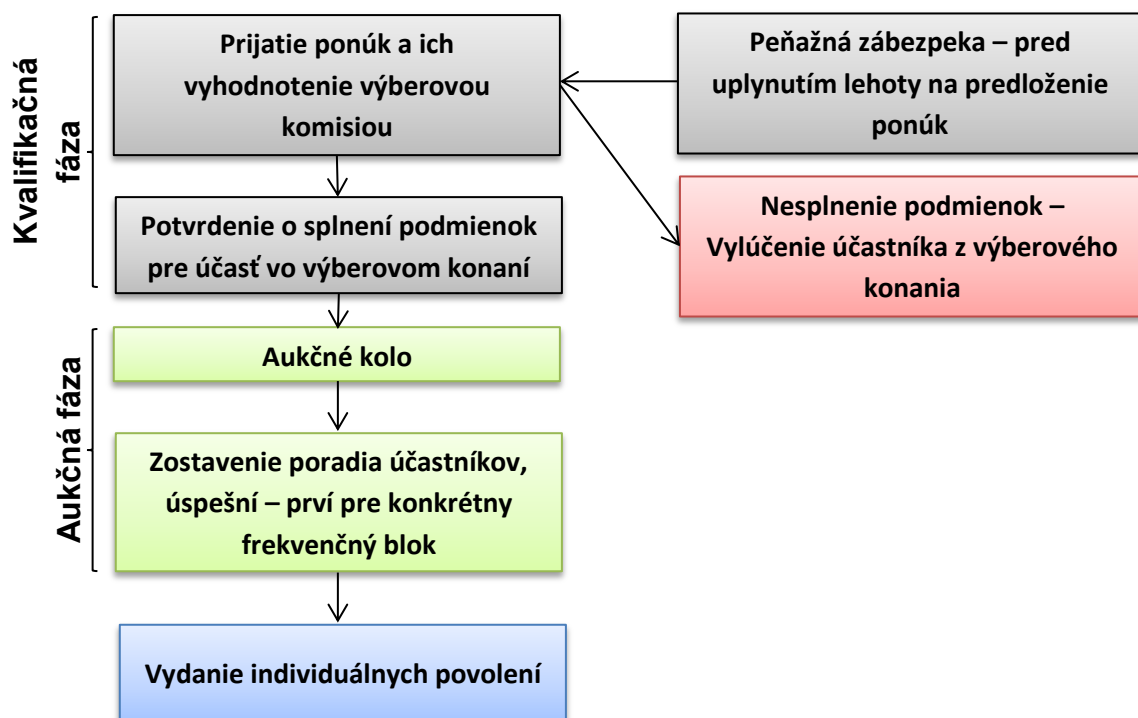 Kvalifikačná
fáza
Prijatie ponúk a ich
vyhodnotenie výberovou
komisiou
Peňažná zábezpeka – pred
uplynutím lehoty na predloženie
ponúk
Potvrdenie o splnení podmienok
pre účasť vo výberovom konaní
Nesplnenie podmienok –
Vylúčenie účastníka z výberového
konania
Aukčná fáza
Aukčné kolo
Zostavenie poradia účastníkov,
úspešní – prví pre konkrétny
frekvenčný blok
Vydanie individuálnych povolení